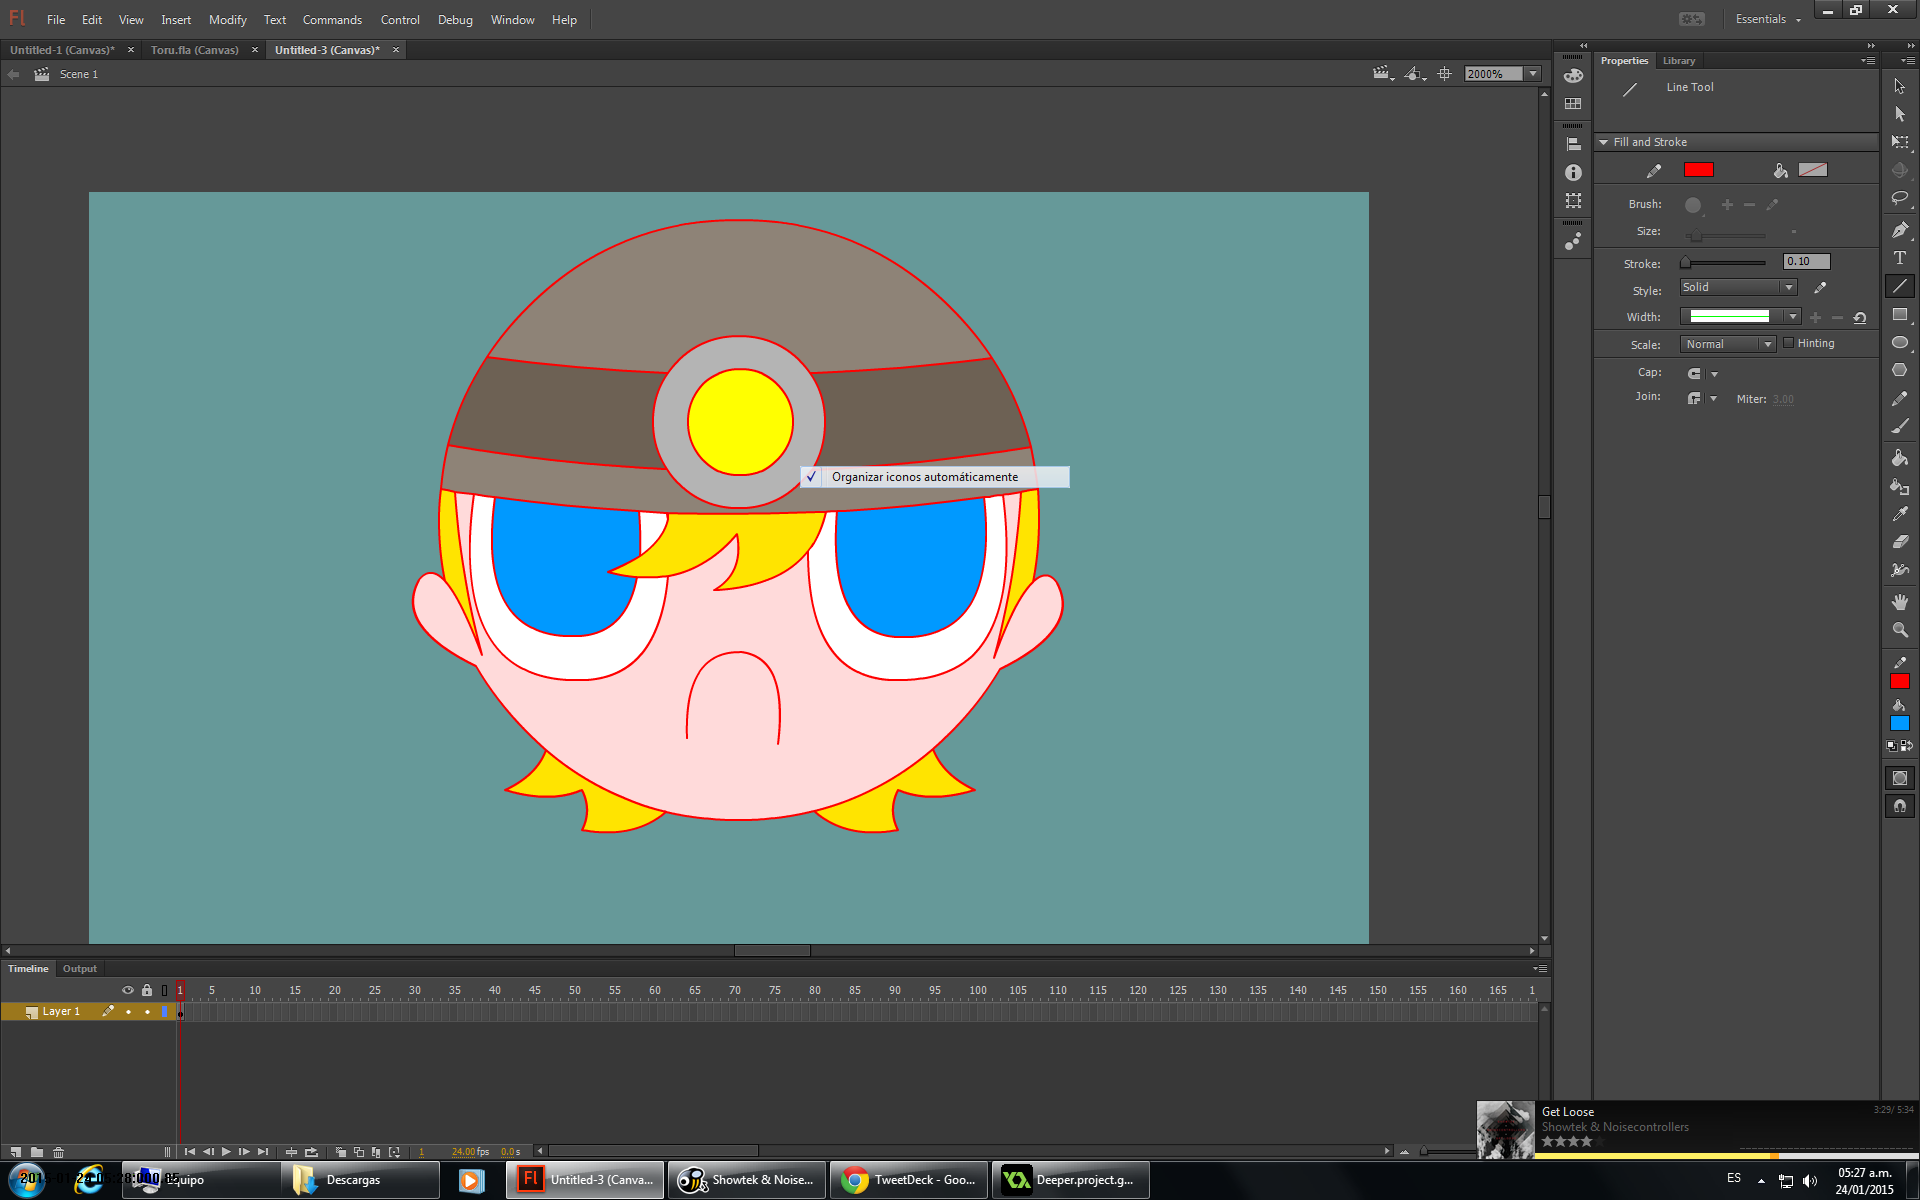 Fl File Edit View Insert Modify Text Commands Control Debug Window Help Essentials
Untitled-1 (Canvas)* × Toru.fla (Canvas) × Untitled-3 (Canvas)* ×
Scene 1 2000%
Properties Library
Line Tool
Fill and Stroke
Brush:
Size:
Stroke: 0.10
Style: Solid
Width:
Scale: Normal Hinting
Cap:
Join: Miter: 3.00
T
✓ Organizar iconos automáticamente
Timeline Output
1 5 10 15 20 25 30 35 40 45 50 55 60 65 70 75 80 85 90 95 100 105 110 115 120 125 130 135 140 145 150 155 160 165 1
Layer 1
1 24.00 fps 0.0 s
Get Loose 3:29/ 5:34
Showtek & Noisecontrollers
Descargas
Fl Untitled-3 (Canva...
Showtek & Noise...
TweetDeck - Goo...
Deeper.project.g...
ES
05:27 a.m.
24/01/2015